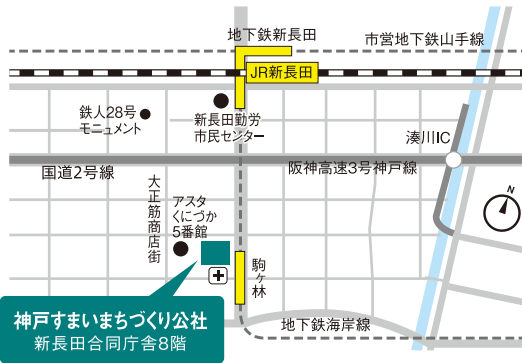 地下鉄新長田
市営地下鉄山手線
JR新長田
鉄人28号
モニュメント
新長田勤労
市民センター
湊川IC
国道2号線
阪神高速3号神戸線
大正筋商店街
アスタ
くにづか
5番館
N
駒ヶ林
神戸すまいまちづくり公社
新長田合同庁舎8階
地下鉄海岸線